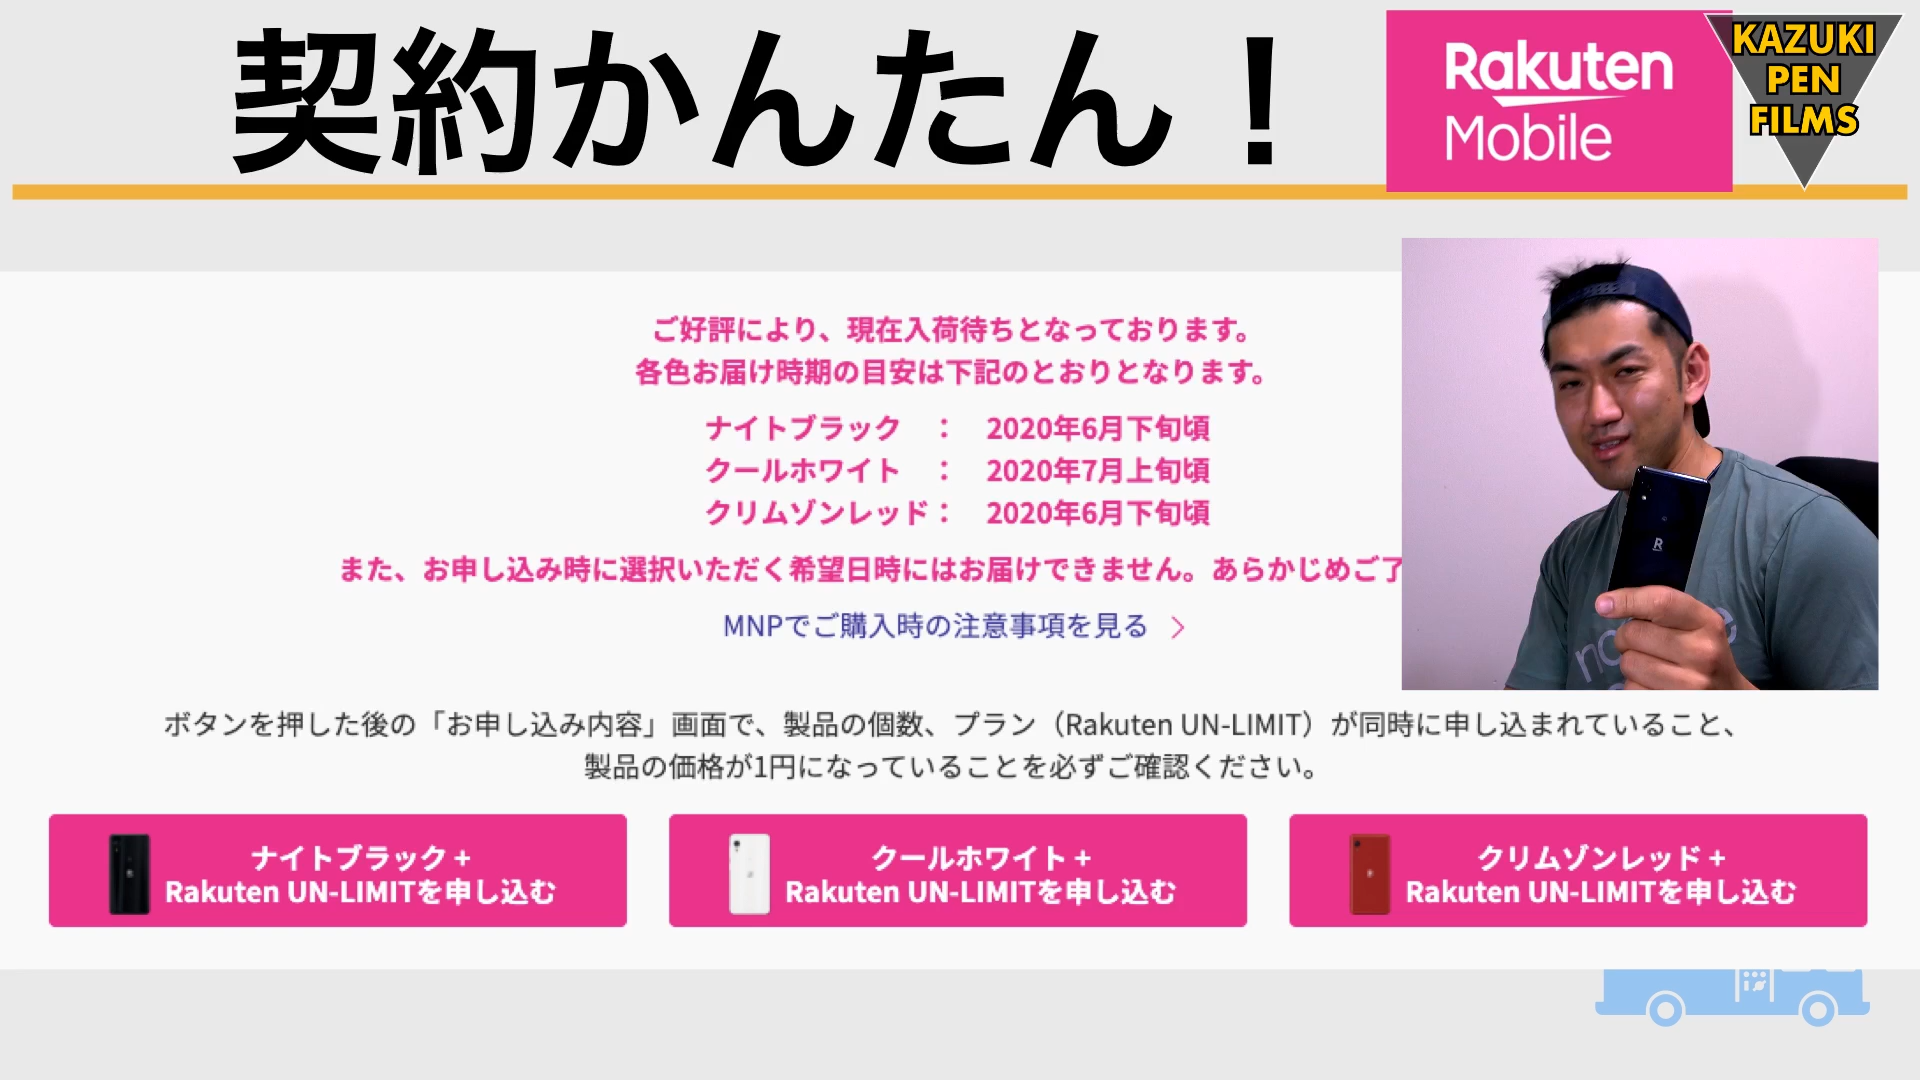 契約かんたん！
Rakuten
Mobile
KAZUKI
PEN
FILMS
ご好評により、現在入荷待ちとなっております。
各色お届け時期の目安は下記のとおりとなります。
ナイトブラック　：　2020年6月下旬頃
クールホワイト　：　2020年7月上旬頃
クリムゾンレッド：　2020年6月下旬頃
また、お申し込み時に選択いただく希望日時にはお届けできません。あらかじめご了
MNPでご購入時の注意事項を見る
R
ボタンを押した後の「お申し込み内容」画面で、製品の個数、プラン（Rakuten UN-LIMIT）が同時に申し込まれていること、
製品の価格が1円になっていることを必ずご確認ください。
ナイトブラック +
Rakuten UN-LIMITを申し込む
クールホワイト +
Rakuten UN-LIMITを申し込む
クリムゾンレッド +
Rakuten UN-LIMITを申し込む